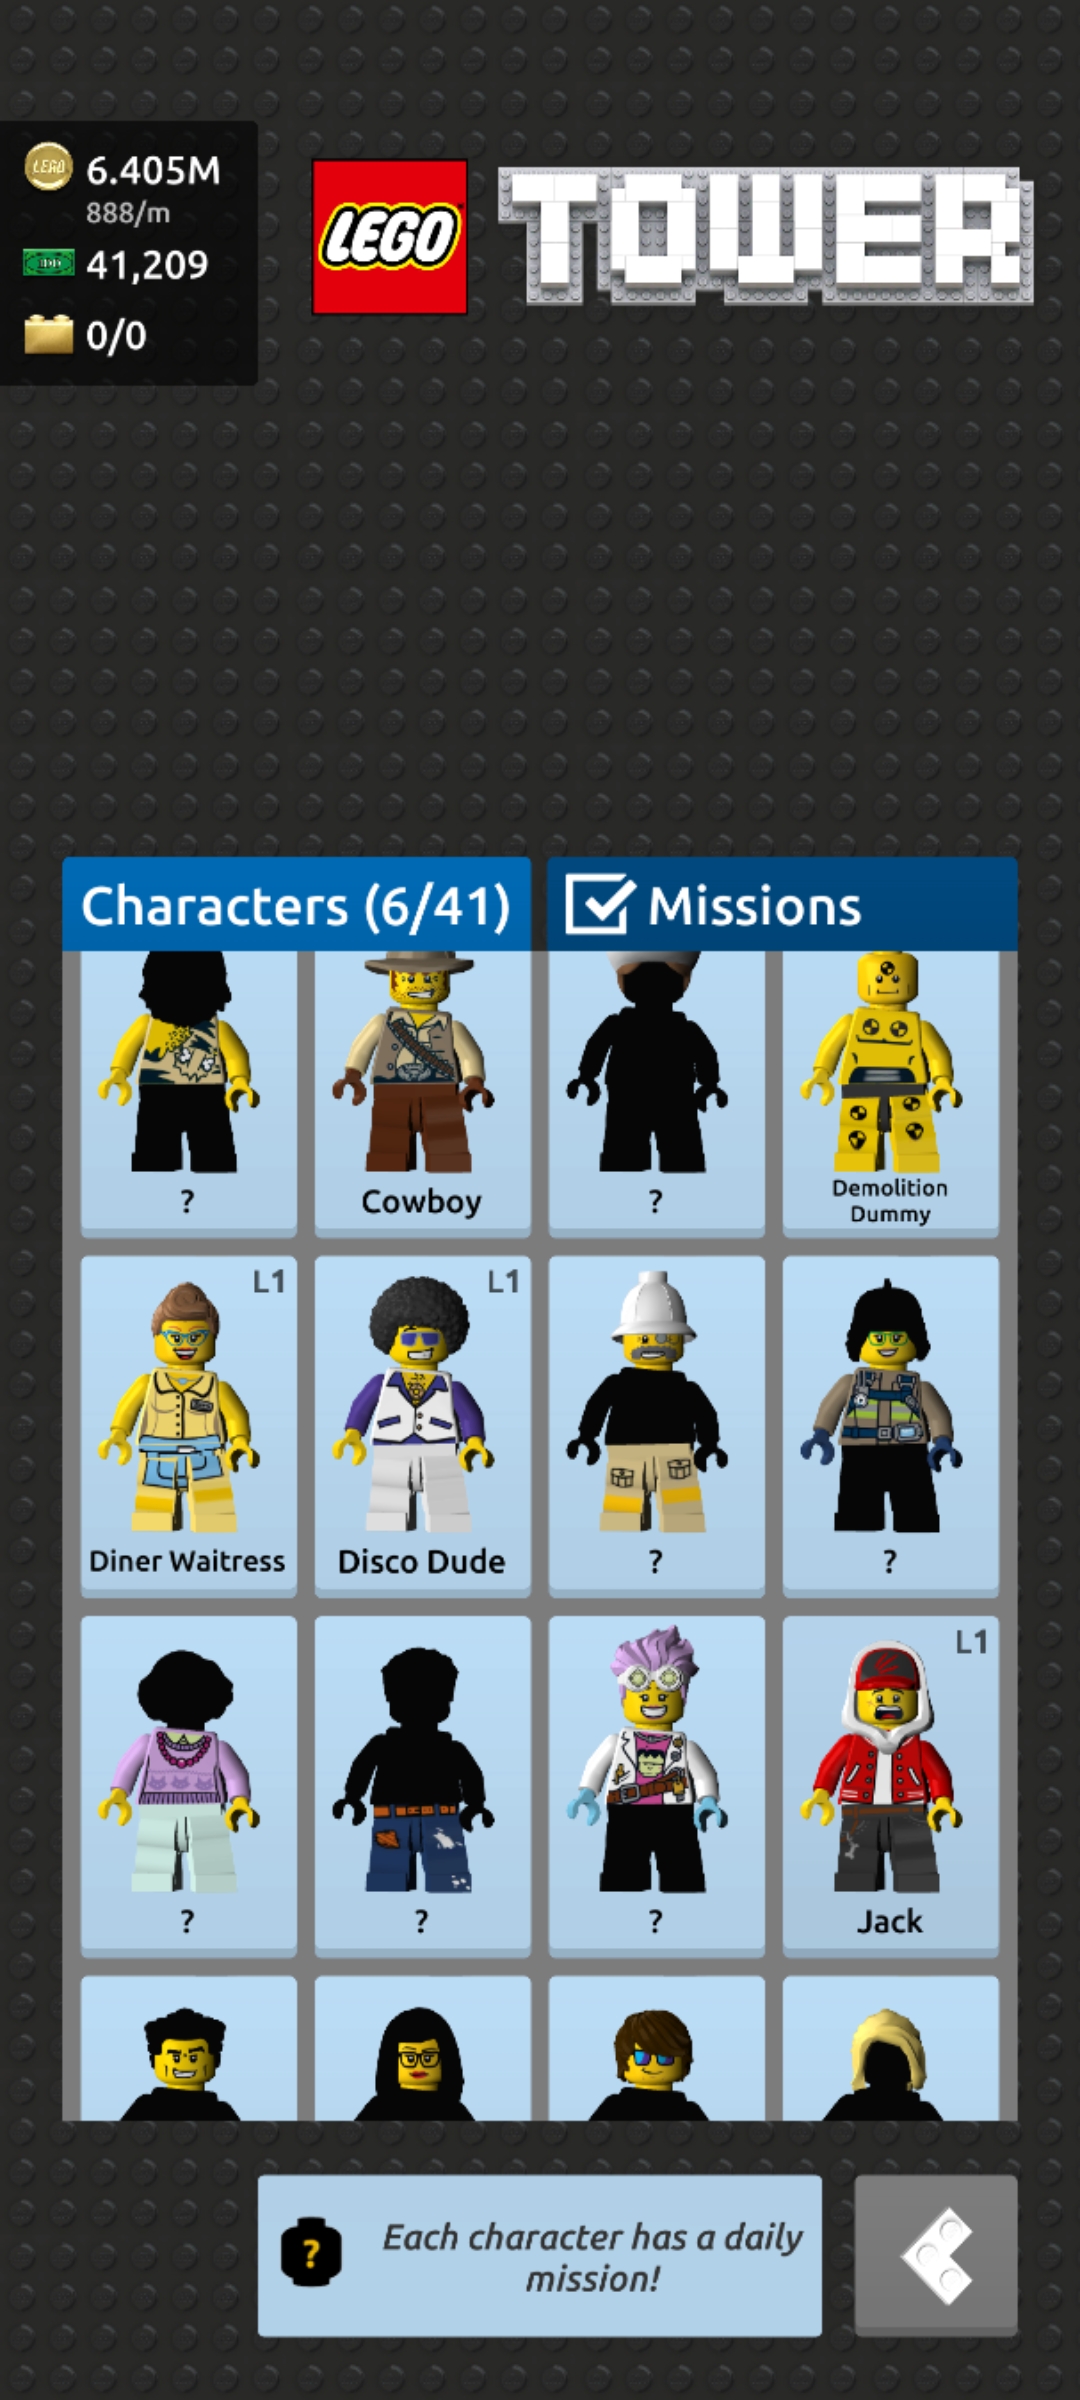 LEGO
6.405M
888/m
41,209
0/0
LEGO TOWER
Characters (6/41)
Missions
?
Cowboy
?
Demolition
Dummy
L1
L1
Diner Waitress
Disco Dude
?
?
L1
?
?
?
Jack
?
Each character has a daily
mission!